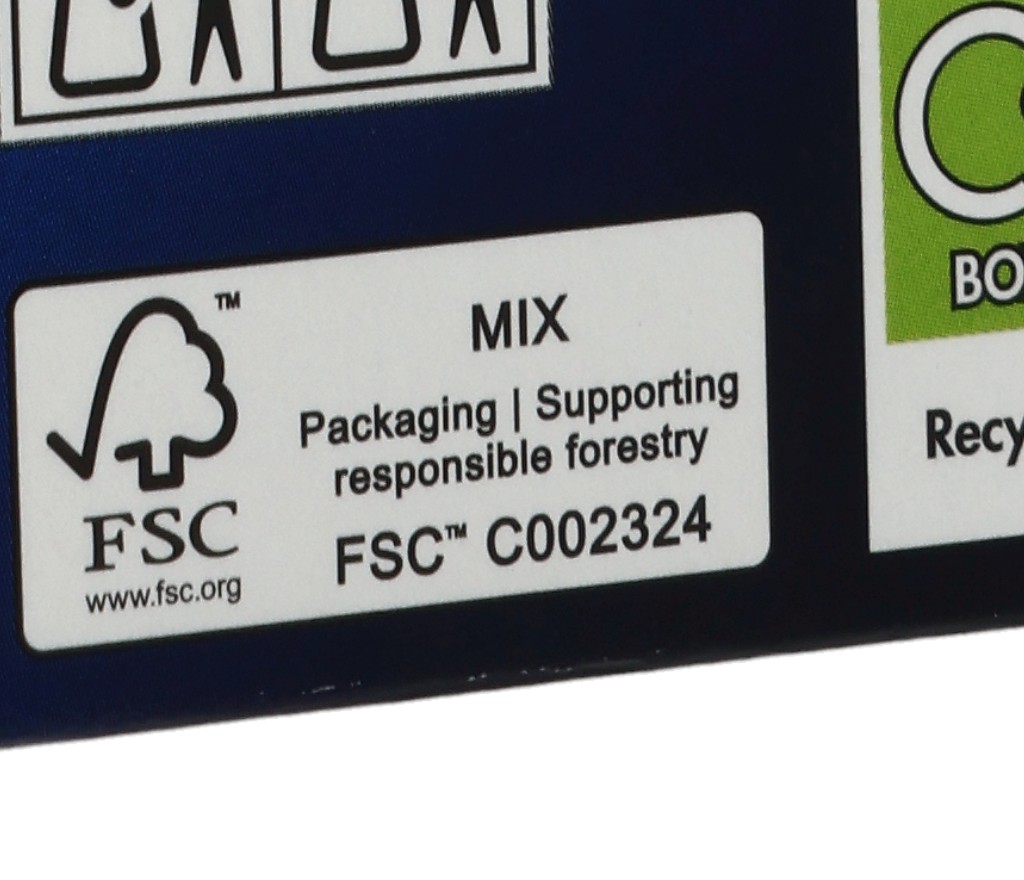 BO
TM
MIX
Packaging | Supporting
responsible forestry
FSC™ C002324
FSC
www.fsc.org
Recy